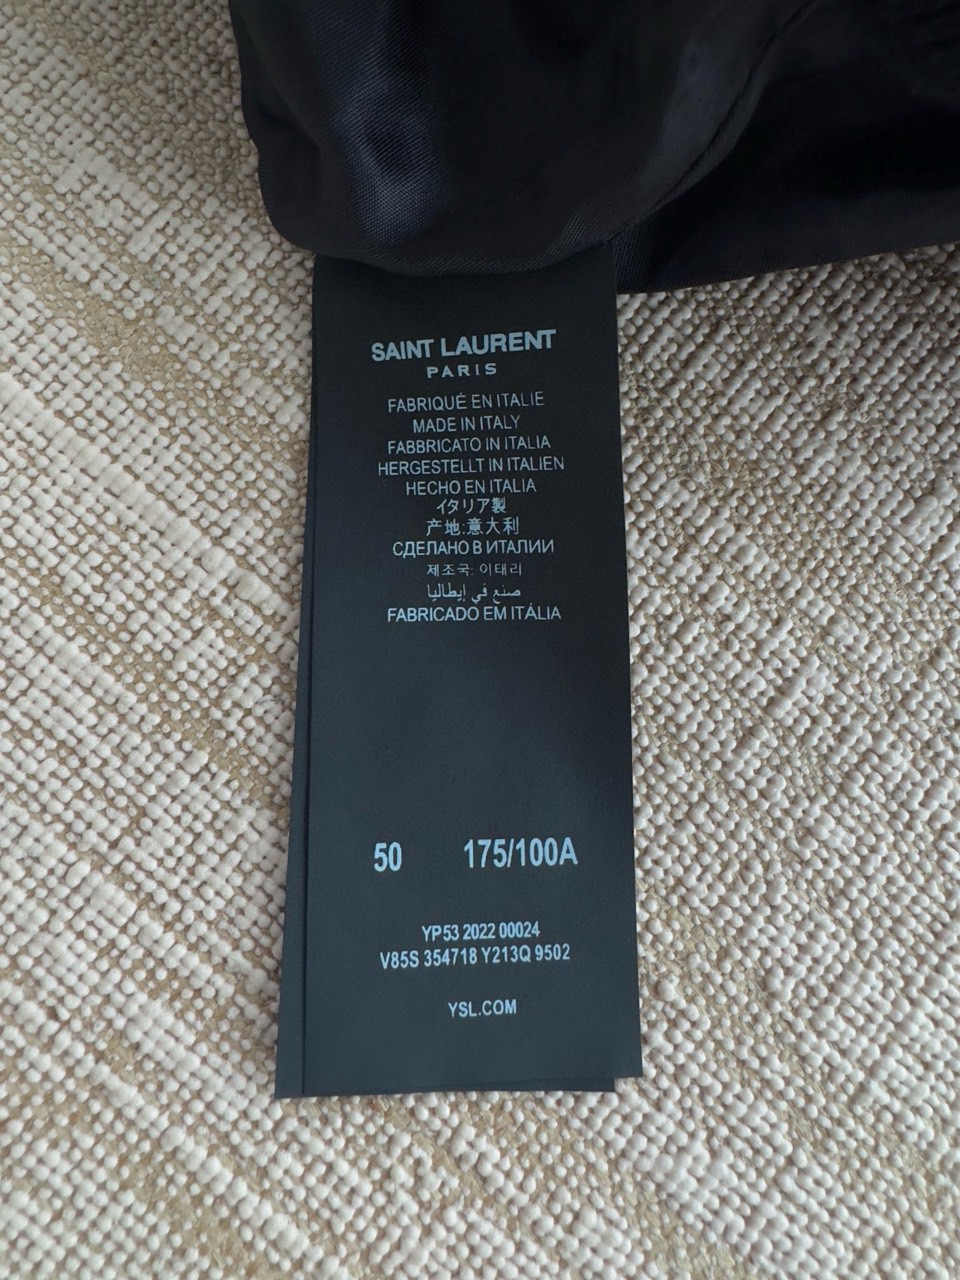 SAINT LAURENT
PARIS
FABRIQUÉ EN ITALIE
MADE IN ITALY
FABBRICATO IN ITALIA
HERGESTELLT IN ITALIEN
HECHO EN ITALIA
イタリア製
产地:意大利
СДЕЛАНО В ИТАЛИИ
제조국: 이태리
صنع في إيطاليا
FABRICADO EM ITÁLIA
50 175/100A
YP53 2022 00024
V85S 354718 Y213Q 9502
YSL.COM